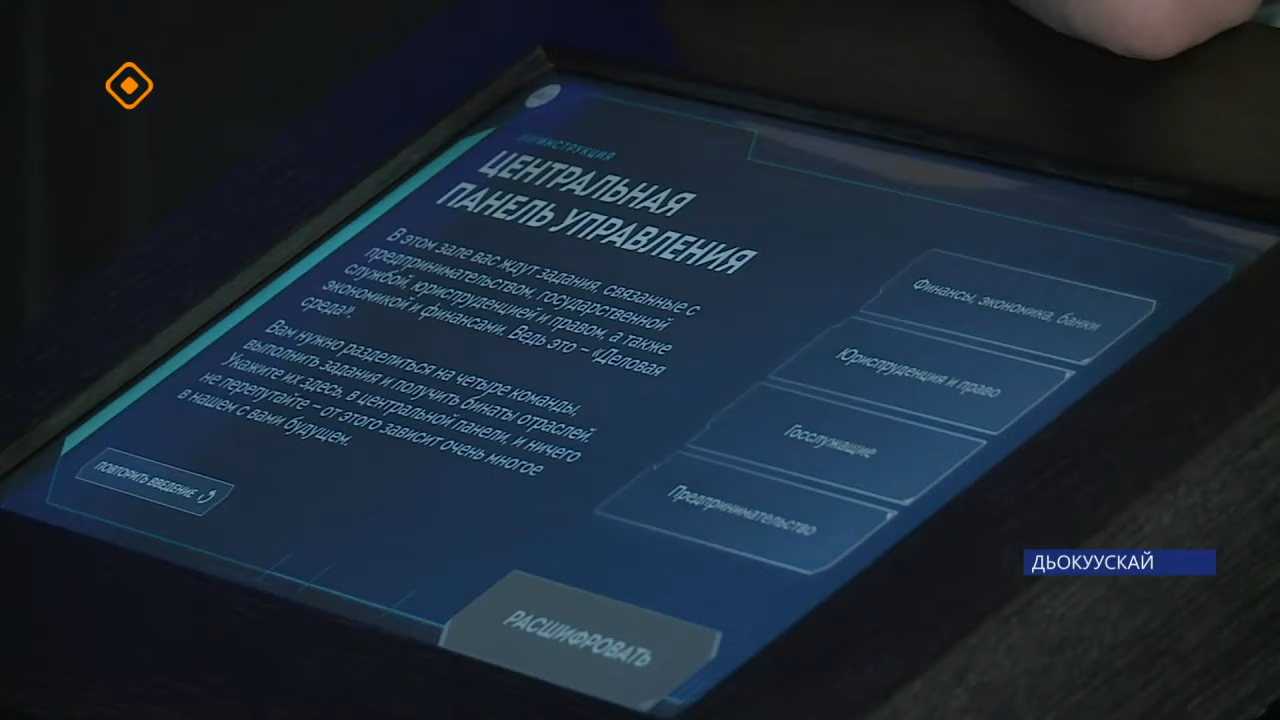 ИНСТРУКЦИЯ
ЦЕНТРАЛЬНАЯ
ПАНЕЛЬ УПРАВЛЕНИЯ
В этом зале вас ждут задания, связанные с
предпринимательством, государственной
службой, юриспруденцией и правом, а также
экономикой и финансами. Ведь это – «Деловая
среда».
Вам нужно разделиться на четыре команды,
выполнить задания и получить бинаты отраслей.
Укажите их здесь, в центральной панели, и ничего
не перепутайте – от этого зависит очень многое
в нашем с вами будущем.
ПОВТОРИТЬ ВВЕДЕНИЕ
Финансы, экономика, банки
Юриспруденция и право
Госслужащие
Предпринимательство
РАСШИФРОВАТЬ
ДЬОКУУСКАЙ